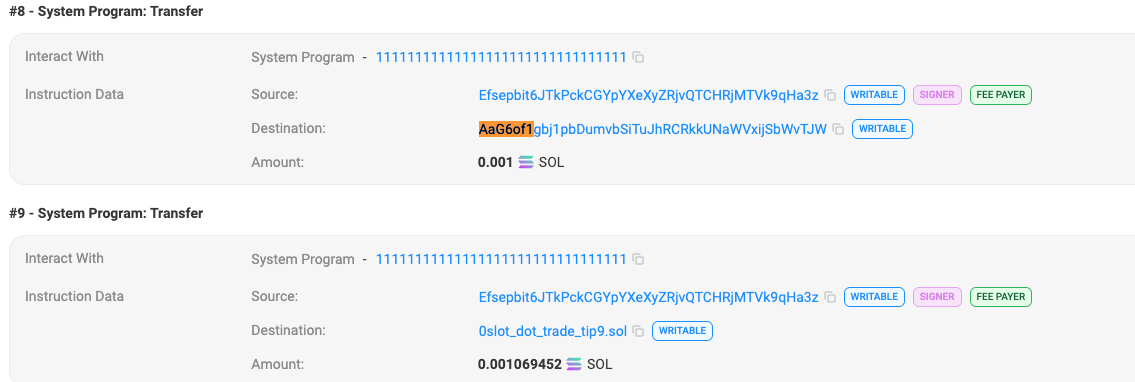 #8 - System Program: Transfer
Interact With System Program - 11111111111111111111111111111111
Instruction Data Source: Efsepbit6JTkPckCGYpYXeXyZRjvQTCHRjMTVk9qHa3z WRITABLE SIGNER FEE PAYER
Destination: AaG6of1gbj1pbDumvbSiTuJhRCRkkUNaWVxijSbWvTJW WRITABLE
Amount: 0.001 SOL
#9 - System Program: Transfer
Interact With System Program - 11111111111111111111111111111111
Instruction Data Source: Efsepbit6JTkPckCGYpYXeXyZRjvQTCHRjMTVk9qHa3z WRITABLE SIGNER FEE PAYER
Destination: 0slot_dot_trade_tip9.sol WRITABLE
Amount: 0.001069452 SOL